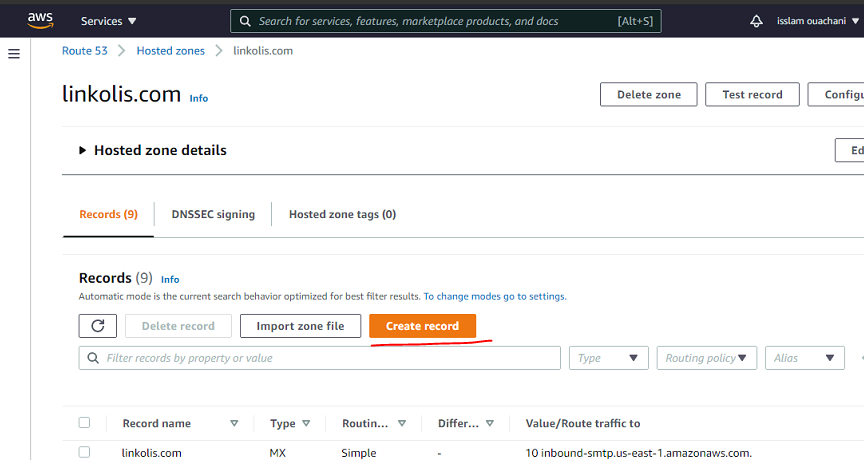 aws Services Search for services, features, marketplace products, and docs [Alt+S] isslam ouachani
Route 53 Hosted zones linkolis.com
linkolis.com Info Delete zone Test record Configu
Hosted zone details Ed
Records (9) DNSSEC signing Hosted zone tags (0)
Records (9) Info
Automatic mode is the current search behavior optimized for best filter results. To change modes go to settings.
Delete record Import zone file Create record
Filter records by property or value Type Routing policy Alias
Record name Type Routin... Differ... Value/Route traffic to
linkolis.com MX Simple - 10 inbound-smtp.us-east-1.amazonaws.com.